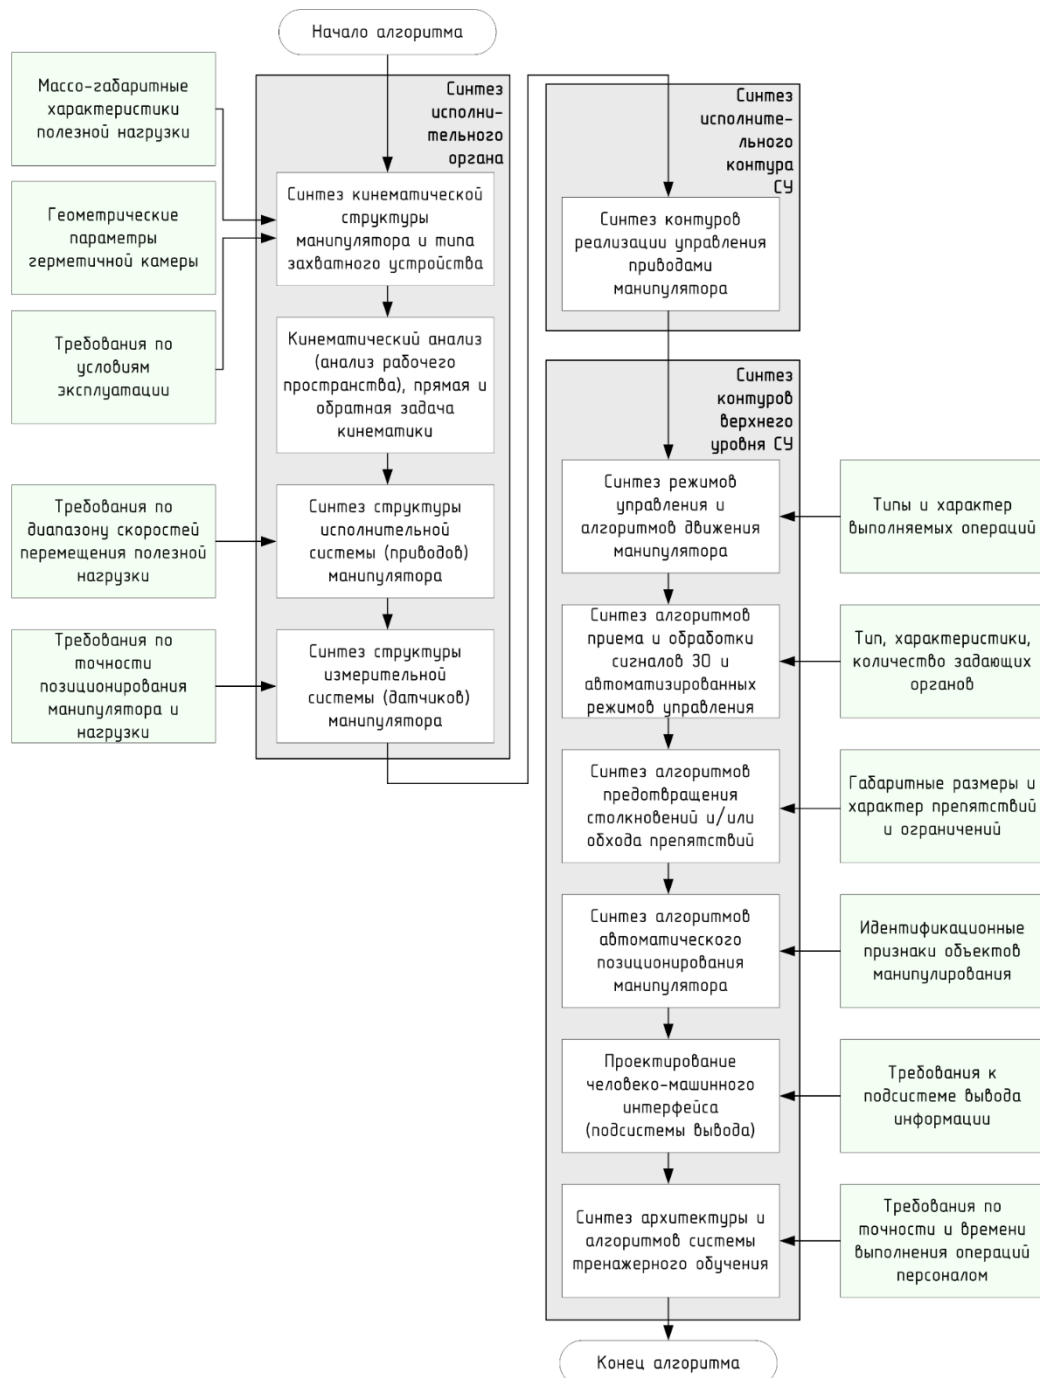 Начало алгоритма
Массо-габаритные
характеристики
полезной нагрузки
Геометрические
параметры
герметичной камеры
Требования по
условиям
эксплуатации
Требования по
диапазону скоростей
перемещения полезной
нагрузки
Требования по
точности
позиционирования
манипулятора и
нагрузки
Синтез
исполни-
тельного
органа
Синтез кинематической
структуры
манипулятора и типа
захватного устройства
Кинематический анализ
(анализ рабочего
пространства), прямая и
обратная задача
кинематики
Синтез структуры
исполнительной
системы (приводов)
манипулятора
Синтез структуры
измерительной
системы (датчиков)
манипулятора
Синтез
исполните-
льного
контура
СУ
Синтез контуров
реализации управления
приводами
манипулятора
Синтез
контуров
верхнего
уровня СУ
Синтез режимов
управления и
алгоритмов движения
манипулятора
Синтез алгоритмов
приема и обработки
сигналов ЗО и
автоматизированных
режимов управления
Синтез алгоритмов
предотвращения
столкновений и/или
обхода препятствий
Синтез алгоритмов
автоматического
позиционирования
манипулятора
Проектирование
человеко-машинного
интерфейса
(подсистемы вывода)
Синтез архитектуры и
алгоритмов системы
тренажерного обучения
Типы и характер
выполняемых операций
Тип, характеристики,
количество задающих
органов
Габаритные размеры и
характер препятствий
и ограничений
Идентификационные
признаки объектов
манипулирования
Требования к
подсистеме вывода
информации
Требования по
точности и времени
выполнения операций
персоналом
Конец алгоритма